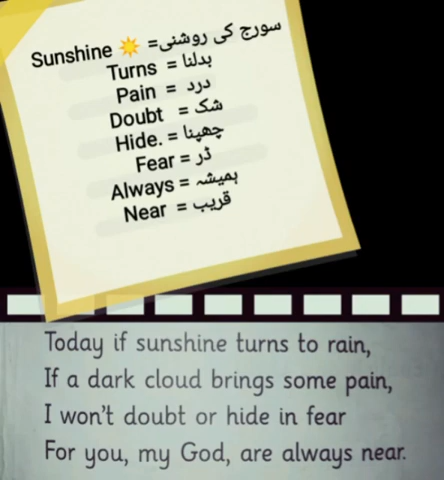 Sunshine ☀️ =سورج کی روشنی
Turns = بدلنا
Pain = درد
Doubt = شک
Hide. = چھپنا
Fear = ڈر
Always = ہمیشہ
Near = قریب
Today if sunshine turns to rain,
If a dark cloud brings some pain,
I won't doubt or hide in fear
For you, my God, are always near.